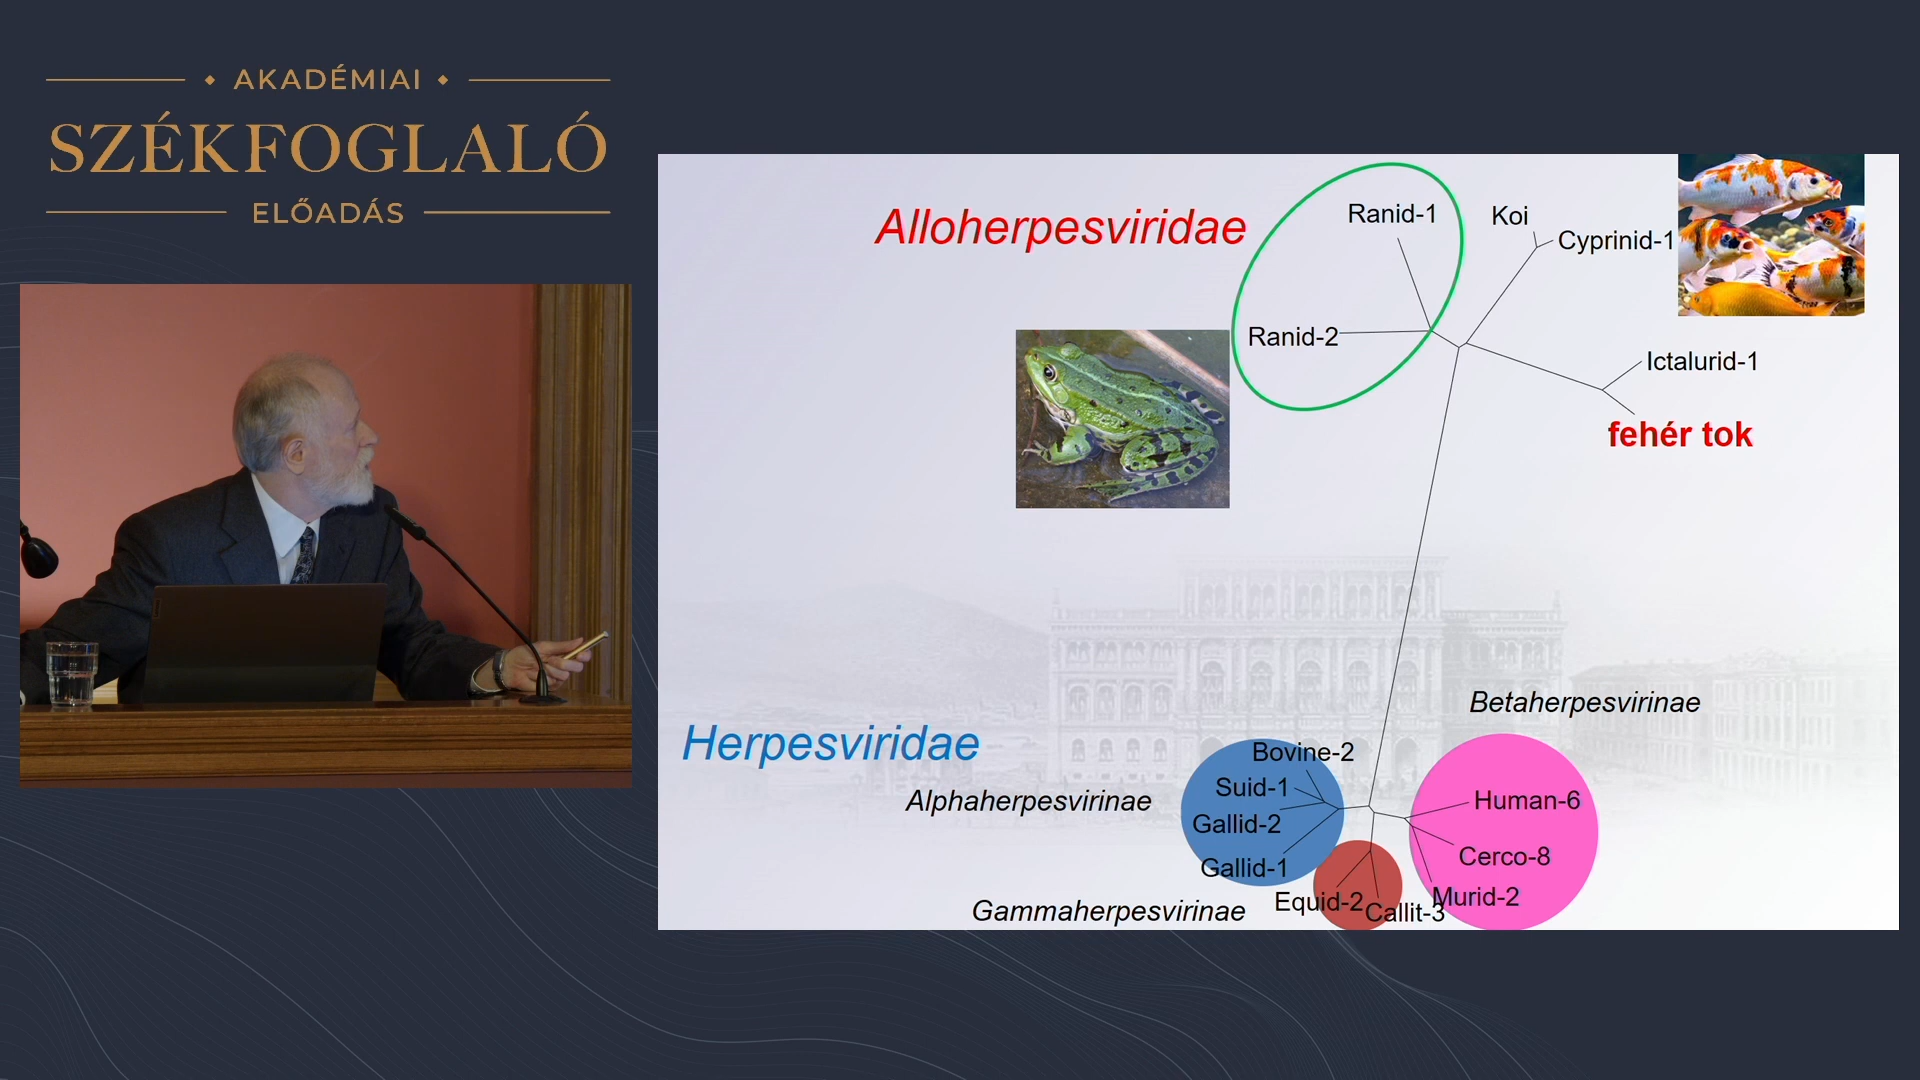 AKADÉMIAI
SZÉKFOGLALÓ
ELŐADÁS
Alloherpesviridae
Ranid-1
Koi
Cyprinid-1
Ranid-2
Ictalurid-1
fehér tok
Betaherpesvirinae
Herpesviridae
Bovine-2
Suid-1
Alphaherpesvirinae
Human-6
Gallid-2
Cerco-8
Gallid-1
Murid-2
Equid-2
Callit-3
Gammaherpesvirinae